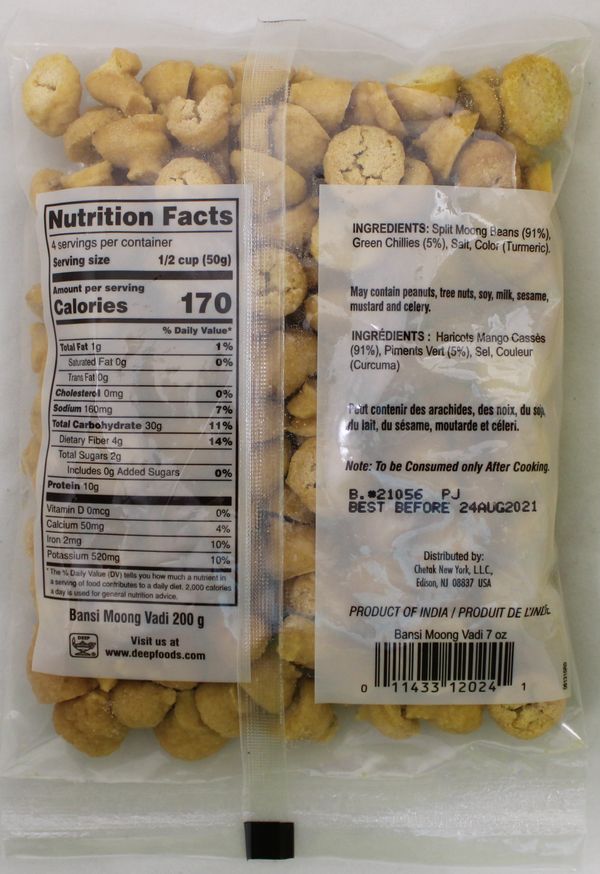 Nutrition Facts
4 servings per container
Serving size 1/2 cup (50g)
Amount per serving
Calories 170
% Daily Value*
Total Fat 1g 1%
Saturated Fat 0g 0%
Trans Fat 0g
Cholesterol 0mg 0%
Sodium 160mg 7%
Total Carbohydrate 30g 11%
Dietary Fiber 4g 14%
Total Sugars 2g
Includes 0g Added Sugars 0%
Protein 10g
Vitamin D 0mcg 0%
Calcium 50mg 4%
Iron 2mg 10%
Potassium 520mg 10%
*The % Daily Value (DV) tells you how much a nutrient in
a serving of food contributes to a daily diet. 2,000 calories
a day is used for general nutrition advice.
Bansi Moong Vadi 200 g
DEEP
Visit us at
www.deepfoods.com
INGREDIENTS: Split Moong Beans (91%),
Green Chillies (5%), Salt, Color (Turmeric).
May contain peanuts, tree nuts, soy, milk, sesame,
mustard and celery.
INGRÉDIENTS : Haricots Mango Cassès
(91%), Piments Vert (5%), Sel, Couleur
(Curcuma)
Peut contenir des arachides, des noix, du soja,
du lait, du sésame, moutarde et céleri.
Note: To be Consumed only After Cooking.
B.#21056 PJ
BEST BEFORE 24AUG2021
Distributed by:
Chetak New York, L.L.C.,
Edison, NJ 08837 USA
PRODUCT OF INDIA / PRODUIT DE L'INDE
Bansi Moong Vadi 7 oz
0 11433 12024 1